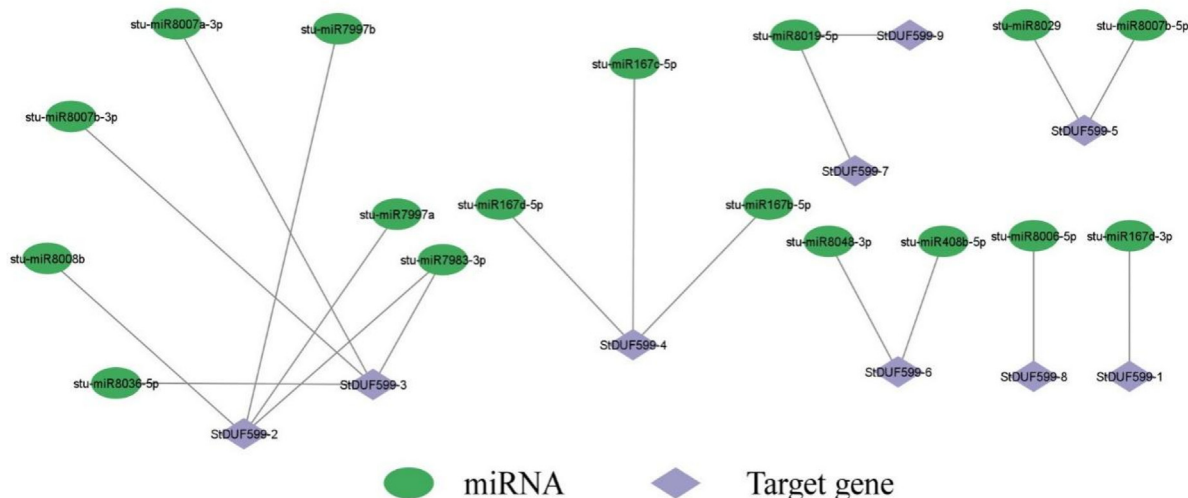 stu-miR8007a-3p
stu-miR7997b
stu-miR8007b-3p
stu-miR7997a
stu-miR7983-3p
stu-miR8008b
stu-miR8036-5p
StDUF599-3
StDUF599-2
stu-miR167c-5p
stu-miR167d-5p
stu-miR167b-5p
StDUF599-4
stu-miR8019-5p
StDUF599-9
StDUF599-7
stu-miR8029
stu-miR8007b-5p
StDUF599-5
stu-miR8048-3p
stu-miR408b-5p
StDUF599-6
stu-miR8006-5p
stu-miR167d-3p
StDUF599-8
StDUF599-1
miRNA
Target gene